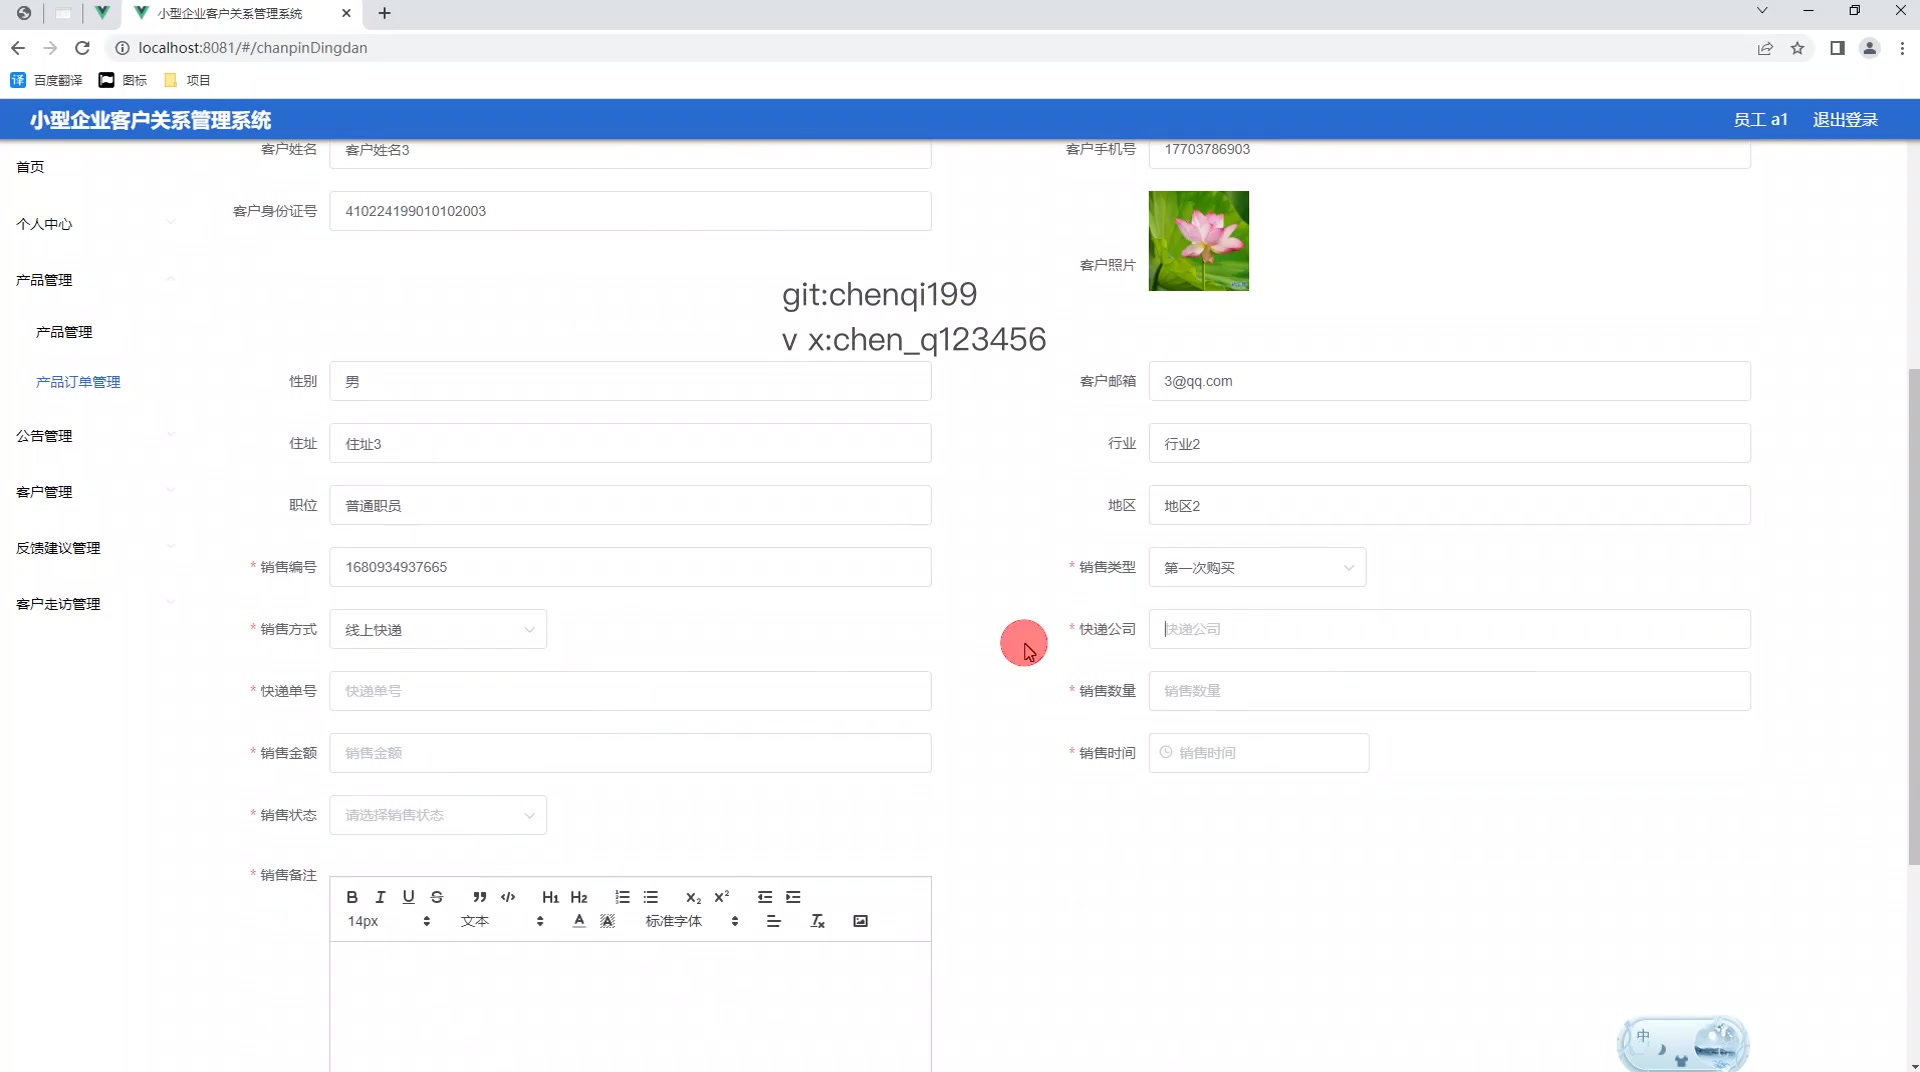 小型企业客户关系管理系统
localhost:8081/#/chanpinDingdan
译 百度翻译 图标 项目
小型企业客户关系管理系统
员工 a1 退出登录
首页
个人中心
产品管理
产品管理
产品订单管理
公告管理
客户管理
反馈建议管理
客户走访管理
客户姓名 客户姓名3 客户手机号 17703786903
客户身份证号 410224199010102003
客户照片
git:chenqi199
v x:chen_q123456
性别 男 客户邮箱 3@qq.com
住址 住址3 行业 行业2
职位 普通职员 地区 地区2
* 销售编号 1680934937665 * 销售类型 第一次购买
* 销售方式 线上快递 * 快递公司 快递公司
* 快递单号 快递单号 * 销售数量 销售数量
* 销售金额 销售金额 * 销售时间 销售时间
* 销售状态 请选择销售状态
* 销售备注
B I U S H1 H2 x2 x2
14px 文本 A A 标准字体 Tx
中